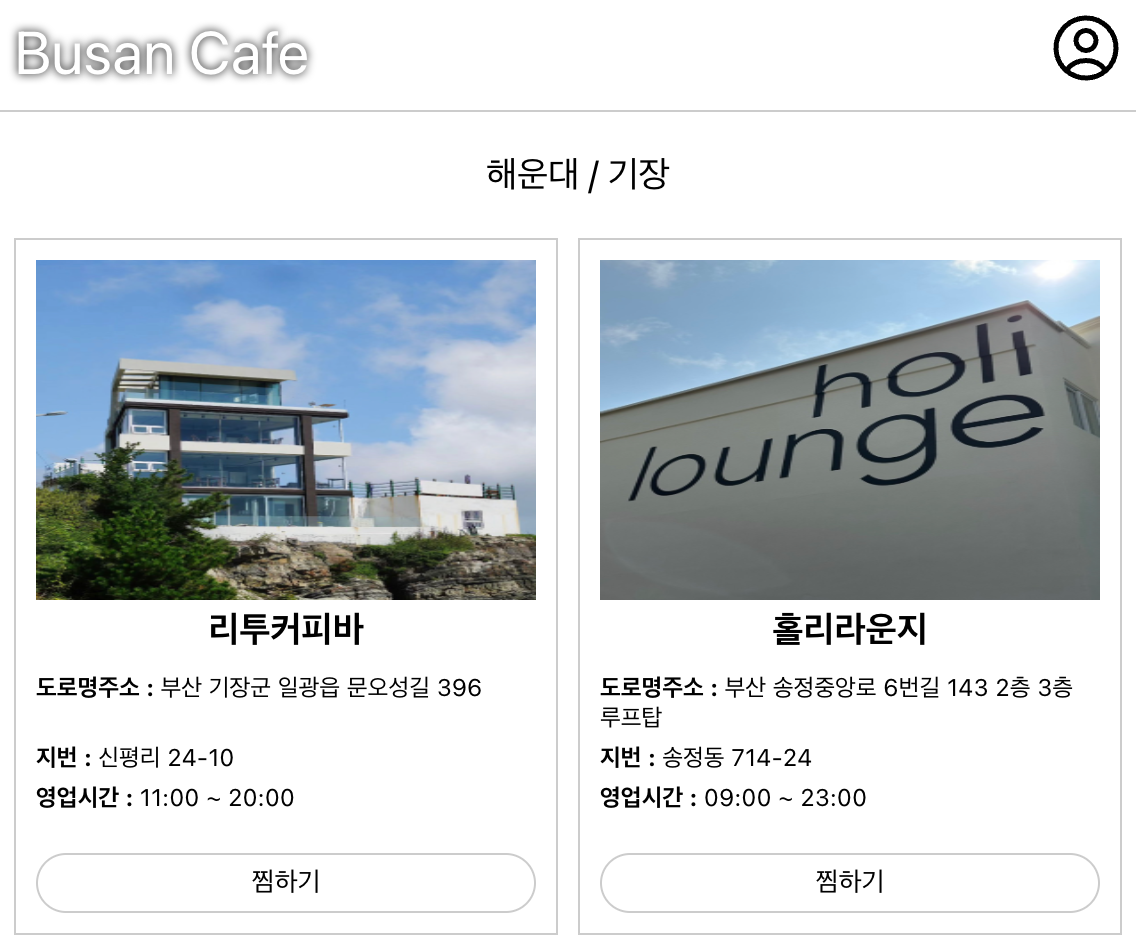 Busan Cafe
해운대 / 기장
holi
lounge
리투커피바
도로명주소 : 부산 기장군 일광읍 문오성길 396
지번 : 신평리 24-10
영업시간 : 11:00 ~ 20:00
찜하기
홀리라운지
도로명주소 : 부산 송정중앙로 6번길 143 2층 3층
루프탑
지번 : 송정동 714-24
영업시간 : 09:00 ~ 23:00
찜하기